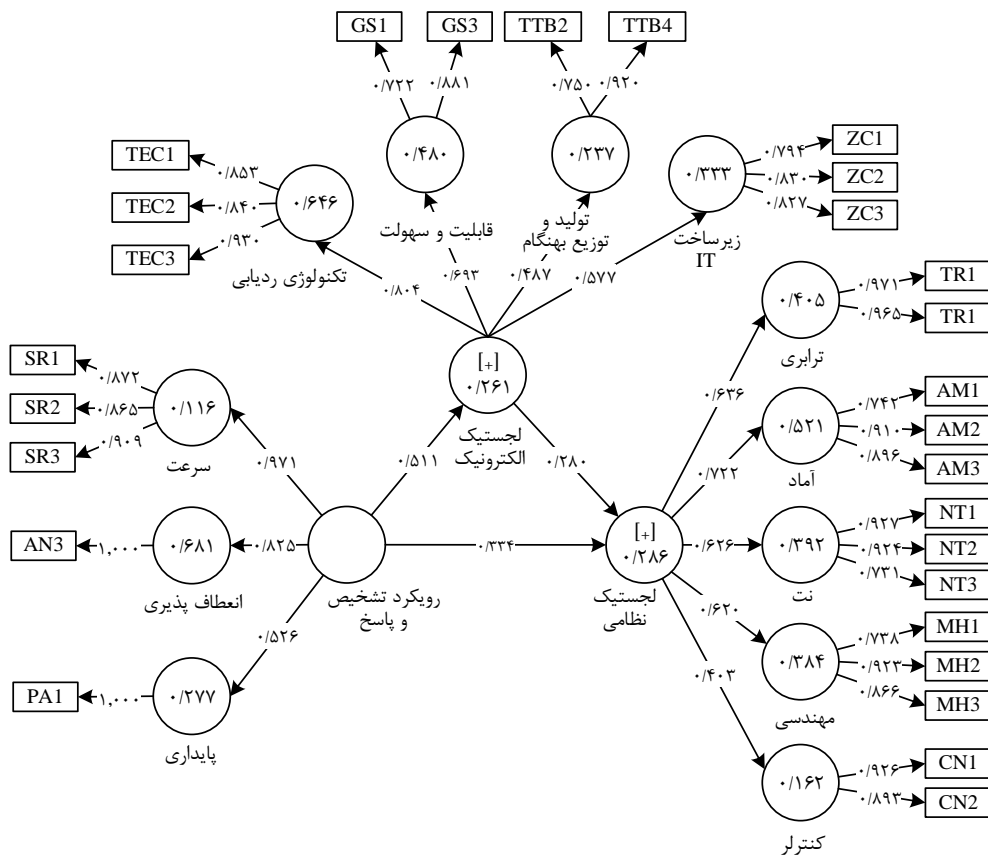 GS1
GS3
TTB2
TTB4
۰/۷۲۲
۰/۸۸۱
۰/۷۵۰
۰/۹۲۰
TEC1
TEC2
TEC3
۰/۸۵۳
۰/۸۴۰
۰/۹۳۰
۰/۶۴۶
تکنولوژی ردیابی
۰/۴۸۰
قابلیت و سهولت
۰/۲۳۷
تولید و
توزیع بهنگام
۰/۳۳۳
زیرساخت
IT
۰/۷۹۴
۰/۸۳۰
۰/۸۲۷
ZC1
ZC2
ZC3
۰/۸۰۴
۰/۶۹۳
۰/۴۸۷
۰/۵۷۷
[+]
۰/۲۶۱
لجستیک
الکترونیک
SR1
SR2
SR3
۰/۸۷۲
۰/۸۶۵
۰/۹۰۹
۰/۱۱۶
سرعت
۰/۹۷۱
۰/۵۱۱
۰/۲۸۰
AN3
۱,۰۰۰
۰/۶۸۱
انعطاف پذیری
۰/۸۲۵
رویکرد تشخیص
و پاسخ
۰/۳۳۴
[+]
۰/۲۸۶
لجستیک
نظامی
۰/۵۲۶
PA1
۱,۰۰۰
۰/۲۷۷
پایداری
۰/۶۳۶
۰/۷۲۲
۰/۶۲۶
۰/۶۲۰
۰/۴۰۳
۰/۴۰۵
ترابری
۰/۹۷۱
۰/۹۶۵
TR1
TR1
۰/۵۲۱
آماد
۰/۷۴۲
۰/۹۱۰
۰/۸۹۶
AM1
AM2
AM3
۰/۳۹۲
نت
۰/۹۲۷
۰/۹۲۴
۰/۷۳۱
NT1
NT2
NT3
۰/۳۸۴
مهندسی
۰/۷۳۸
۰/۹۲۳
۰/۸۶۶
MH1
MH2
MH3
۰/۱۶۲
کنترلر
۰/۹۲۶
۰/۸۹۳
CN1
CN2